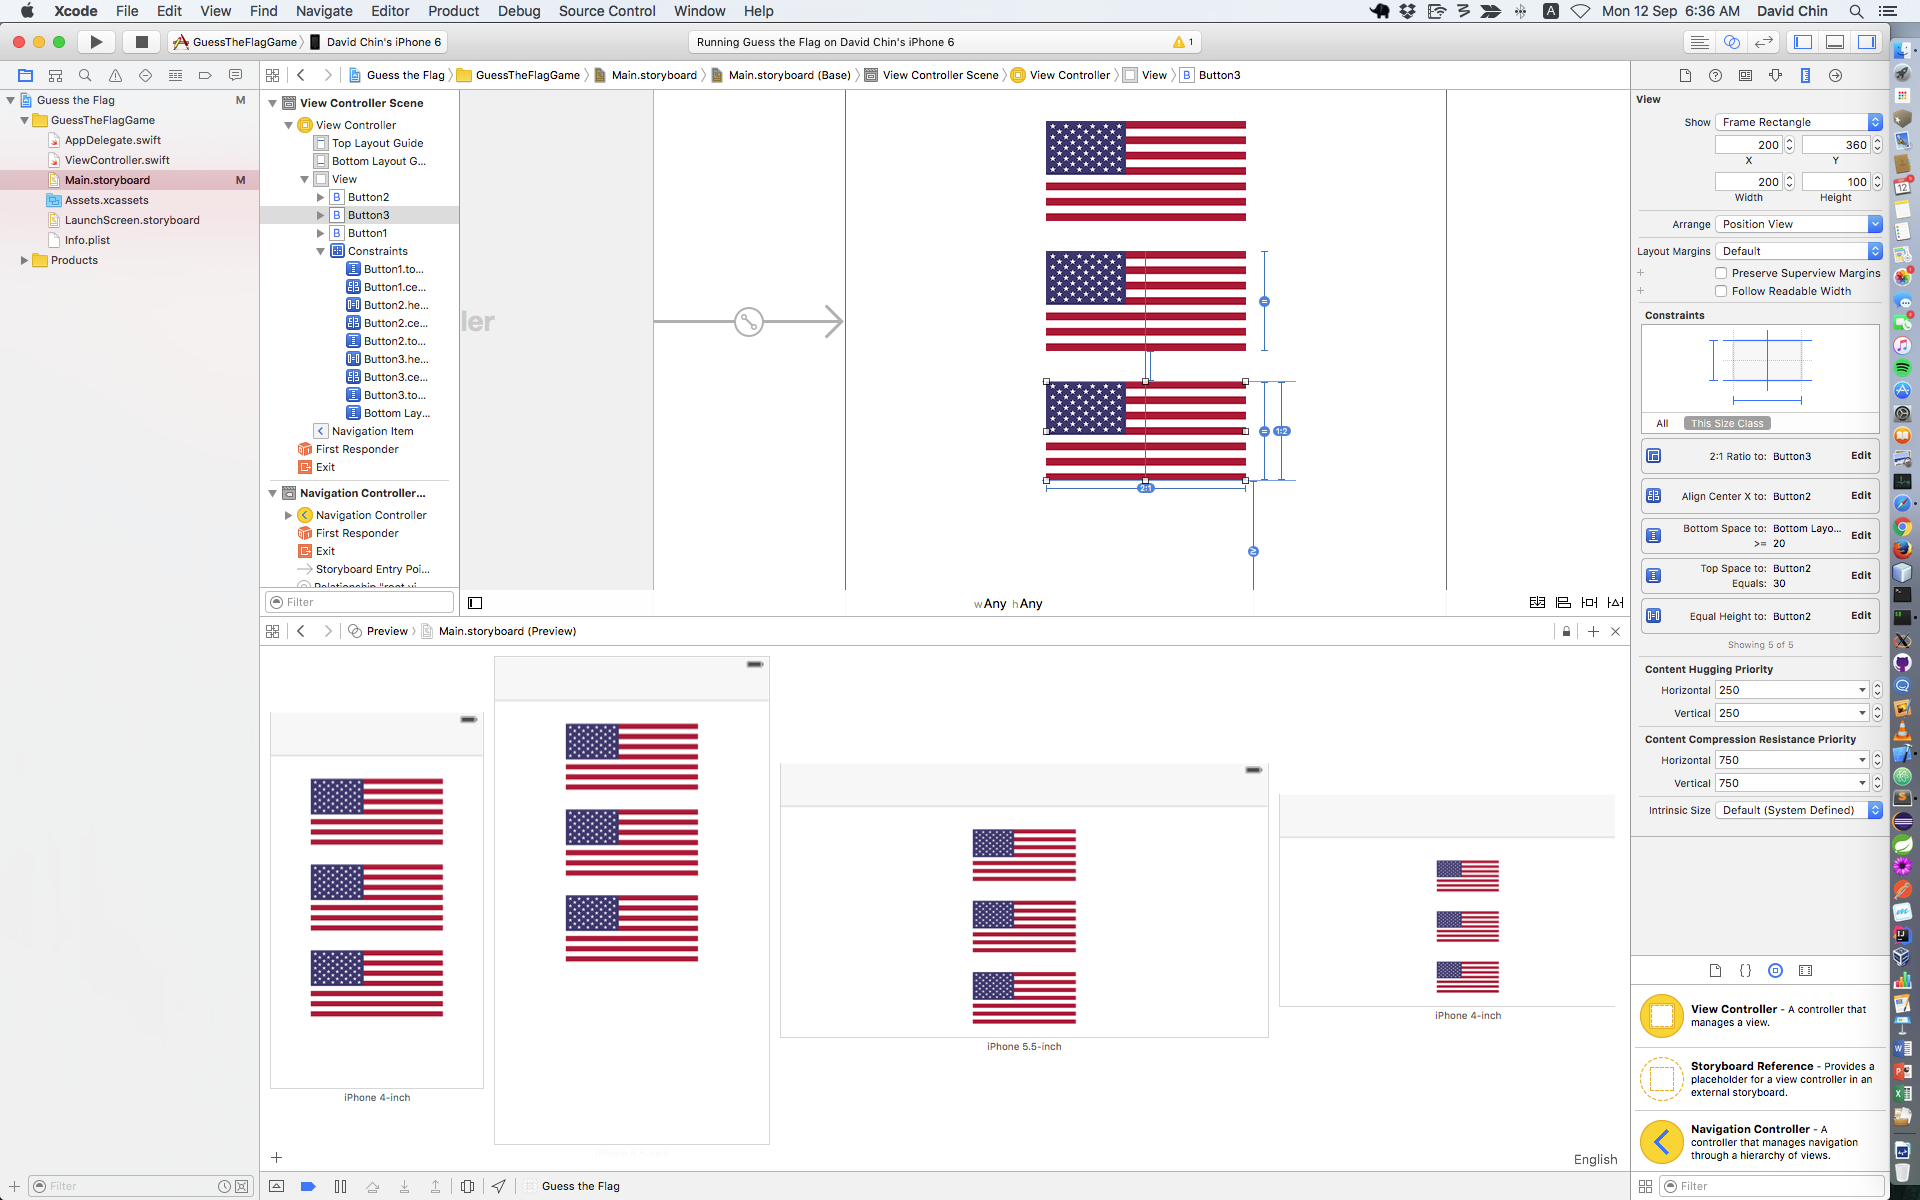 Xcode File Edit View Find Navigate Editor Product Debug Source Control Window Help
A Mon 12 Sep 6:36 AM David Chin
GuessTheFlagGame David Chin's iPhone 6
Running Guess the Flag on David Chin's iPhone 6
1
Guess the Flag GuessTheFlagGame Main.storyboard Main.storyboard (Base) View Controller Scene View Controller View B Button3
Guess the Flag M
GuessTheFlagGame
AppDelegate.swift
ViewController.swift
Main.storyboard M
Assets.xcassets
LaunchScreen.storyboard
Info.plist
Products
Filter
View Controller Scene
View Controller
Top Layout Guide
Bottom Layout G...
View
B Button2
B Button3
B Button1
Constraints
Button1.to...
Button1.ce...
Button2.he...
Button2.ce...
Button2.to...
Button3.he...
Button3.ce...
Button3.to...
Bottom Lay...
Navigation Item
First Responder
Exit
Navigation Controller...
Navigation Controller
First Responder
Exit
Storyboard Entry Poi...
Filter
ler
=
= 1:2
2:1
≥
wAny hAny
Preview Main.storyboard (Preview)
iPhone 4-inch
iPhone 5.5-inch
iPhone 4-inch
English
Guess the Flag
View
Show Frame Rectangle
200 360
X Y
200 100
Width Height
Arrange Position View
Layout Margins Default
+ Preserve Superview Margins
+ Follow Readable Width
Constraints
All This Size Class
2:1 Ratio to: Button3 Edit
Align Center X to: Button2 Edit
Bottom Space to: Bottom Layo... Edit
>= 20
Top Space to: Button2 Edit
Equals: 30
Equal Height to: Button2 Edit
Showing 5 of 5
Content Hugging Priority
Horizontal 250
Vertical 250
Content Compression Resistance Priority
Horizontal 750
Vertical 750
Intrinsic Size Default (System Defined)
{}
View Controller - A controller that
manages a view.
Storyboard Reference - Provides a
placeholder for a view controller in an
external storyboard.
Navigation Controller - A
controller that manages navigation
through a hierarchy of views.
Filter